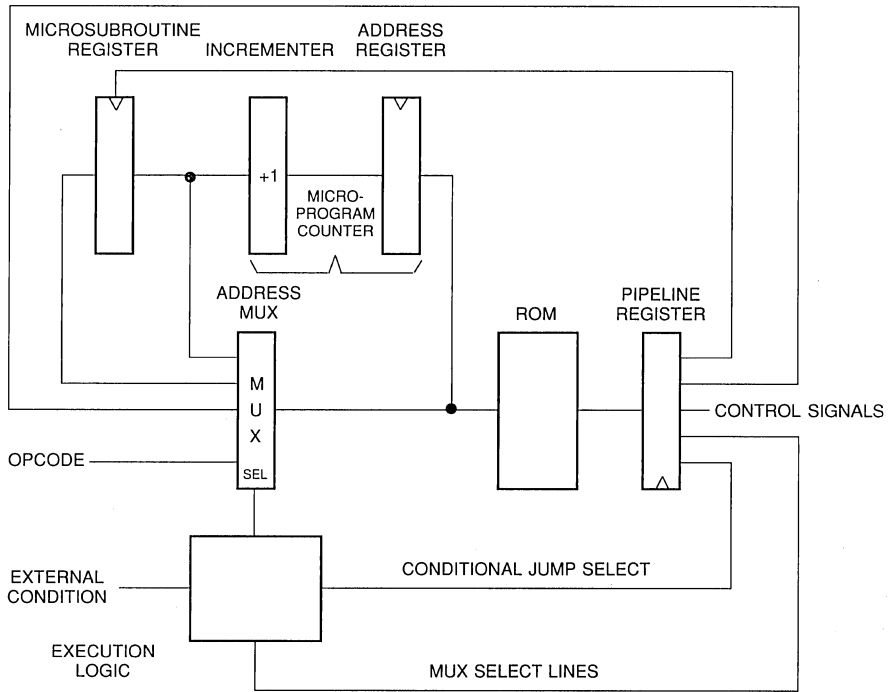 MICROSUBROUTINE
REGISTER
INCREMENTER
ADDRESS
REGISTER
+1
MICRO-
PROGRAM
COUNTER
ADDRESS
MUX
ROM
PIPELINE
REGISTER
M
U
X
SEL
CONTROL SIGNALS
OPCODE
EXTERNAL
CONDITION
CONDITIONAL JUMP SELECT
EXECUTION
LOGIC
MUX SELECT LINES